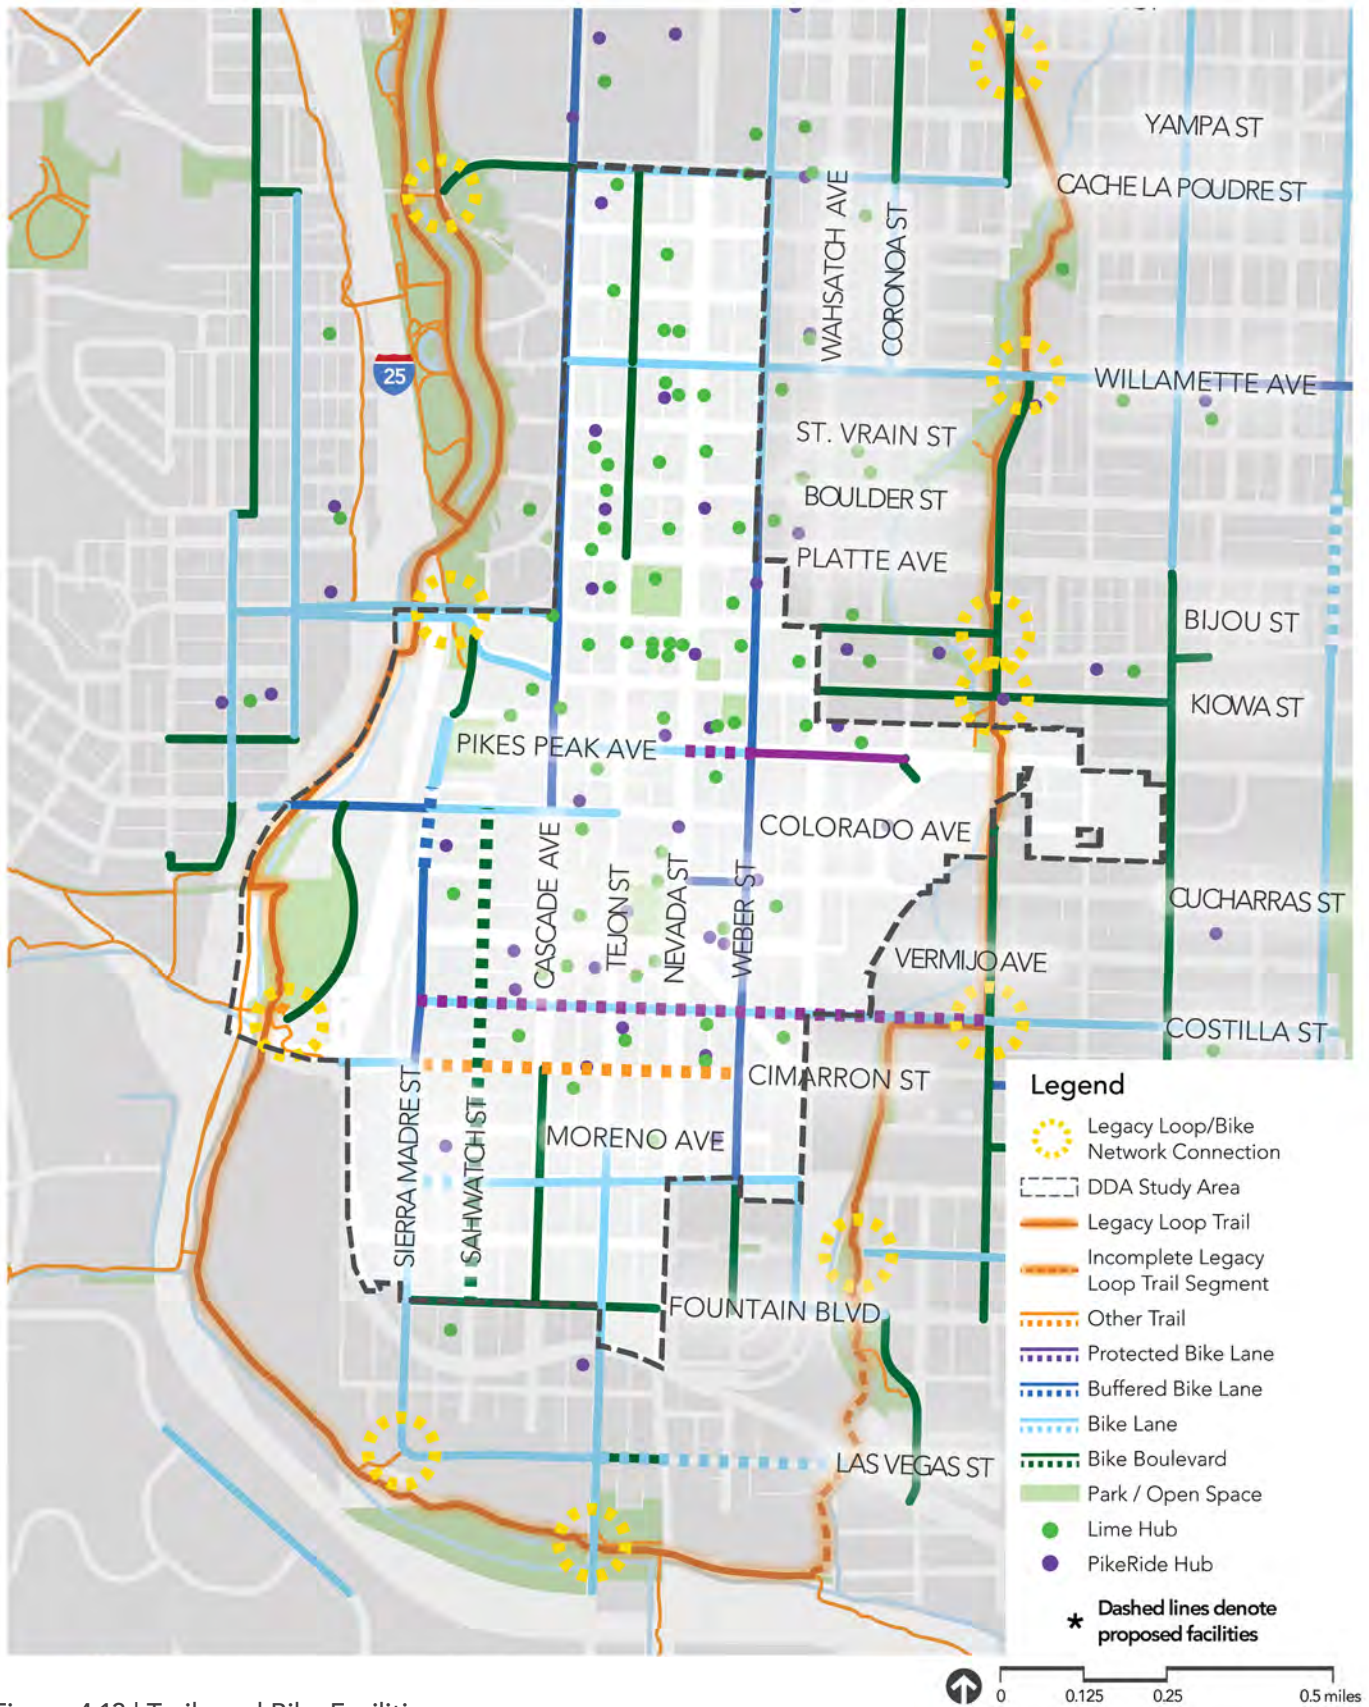 YAMPA ST
CACHE LA POUDRE ST
WAHSATCH AVE
CORONOA ST
25
WILLAMETTE AVE
ST. VRAIN ST
BOULDER ST
PLATTE AVE
BIJOU ST
KIOWA ST
PIKES PEAK AVE
COLORADO AVE
CASCADE AVE
TEJON ST
NEVADA ST
WEBER ST
CUCHARRAS ST
VERMIJO AVE
COSTILLA ST
CIMARRON ST
SIERRA MADRE ST
SAHWATCH ST
MORENO AVE
FOUNTAIN BLVD
LAS VEGAS ST
Legend
Legacy Loop/Bike
Network Connection
DDA Study Area
Legacy Loop Trail
Incomplete Legacy
Loop Trail Segment
Other Trail
Protected Bike Lane
Buffered Bike Lane
Bike Lane
Bike Boulevard
Park / Open Space
Lime Hub
PikeRide Hub
* Dashed lines denote
proposed facilities
0 0.125 0.25 0.5 miles